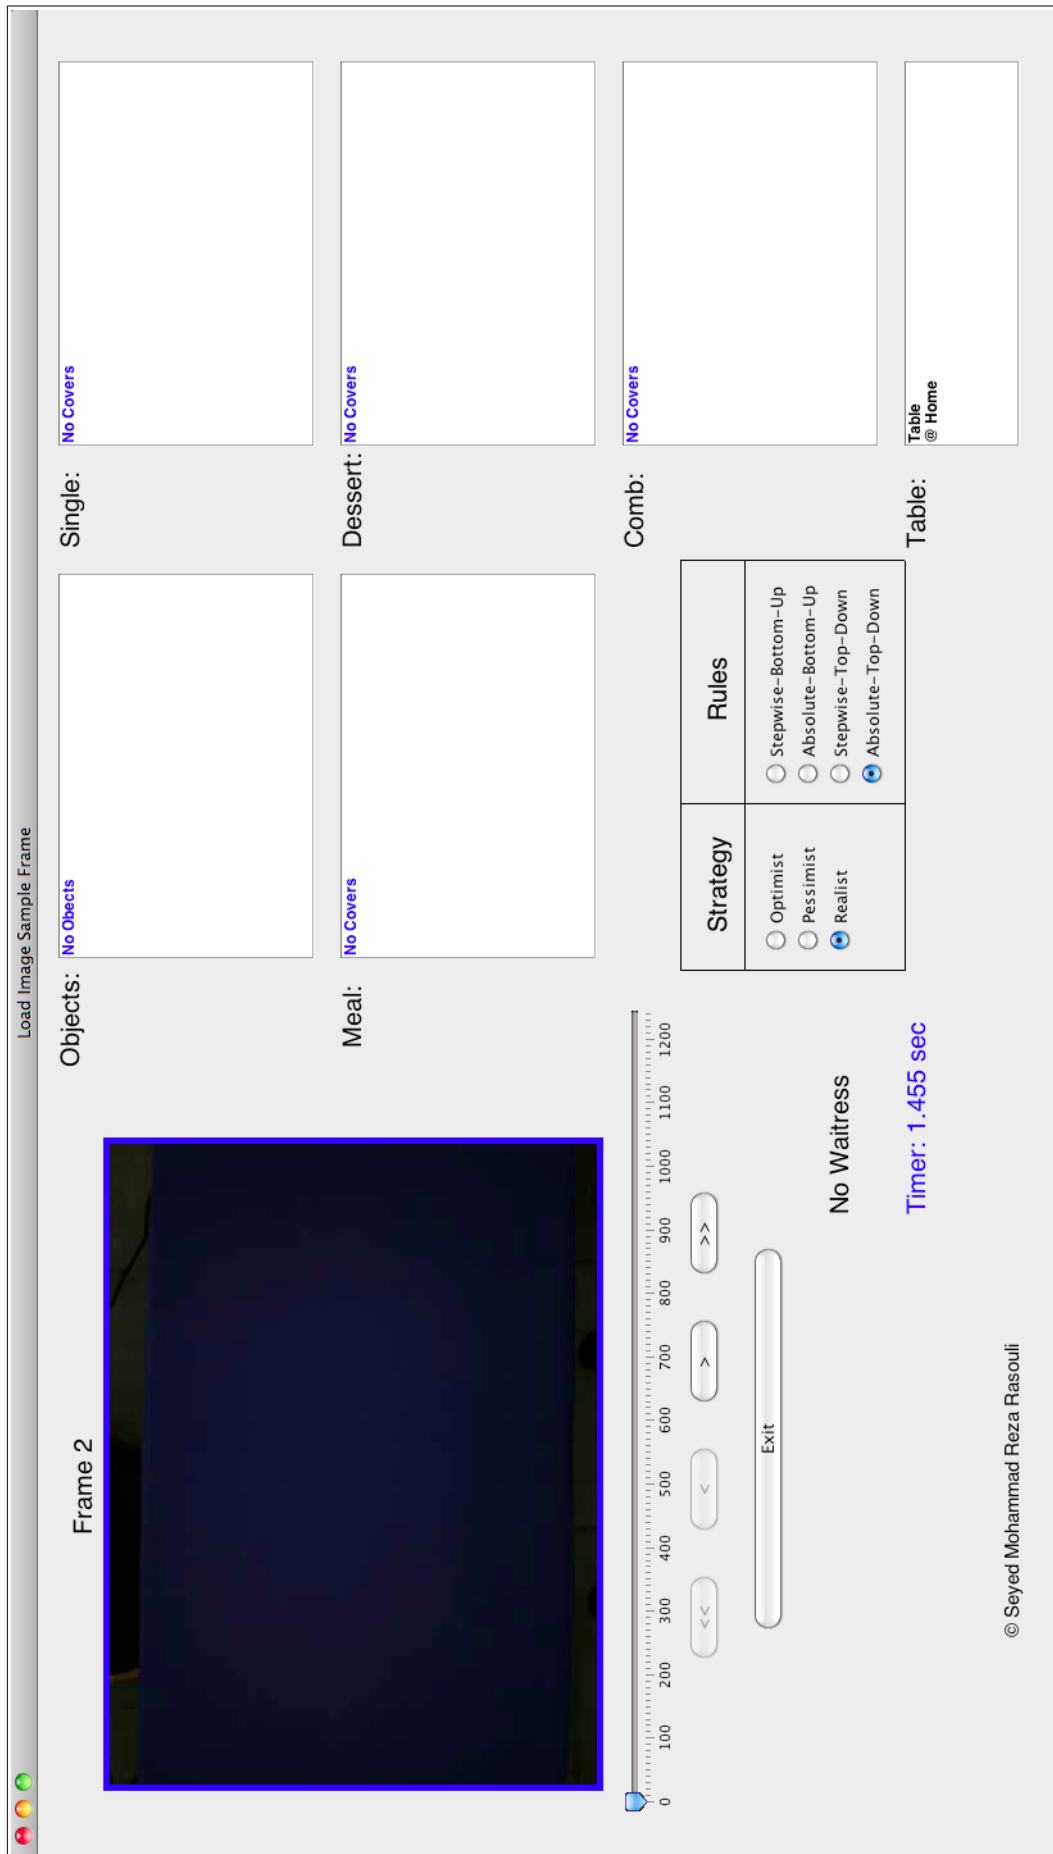 Load Image Sample Frame
Frame 2
Objects:
No Obects
Single:
No Covers
Meal:
No Covers
Dessert:
No Covers
Comb:
No Covers
0 100 200 300 400 500 600 700 800 900 1000 1100 1200
<< < > >>
Exit
Strategy Rules
Optimist
Pessimist
Realist
Stepwise-Bottom-Up
Absolute-Bottom-Up
Stepwise-Top-Down
Absolute-Top-Down
No Waitress
Timer: 1.455 sec
Table:
Table
@ Home
© Seyed Mohammad Reza Rasouli